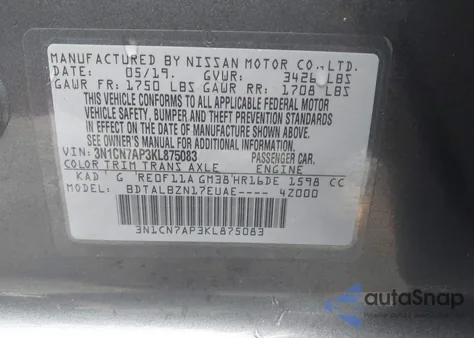 MANUFACTURED BY NISSAN MOTOR CO., LTD.
DATE: 05/19. GVWR: 3426 LBS
GAWR FR: 1750 LBS GAWR RR: 1708 LBS
THIS VEHICLE CONFORMS TO ALL APPLICABLE FEDERAL MOTOR
VEHICLE SAFETY, BUMPER AND THEFT PREVENTION STANDARDS
IN EFFECT ON THE DATE OF MANUFACTURE SHOWN ABOVE.
SEE OWNERS MANUAL FOR ADDITIONAL INFORMATION.
VIN: 3N1CN7AP3KL875083 PASSENGER CAR.
COLOR TRIM TRANS AXLE ENGINE
KAD G RE0F11A GM38 HR16DE 1598 CC
MODEL: BDTALBZN17EUAE---- 42000
3N1CN7AP3KL875083
autoSnap